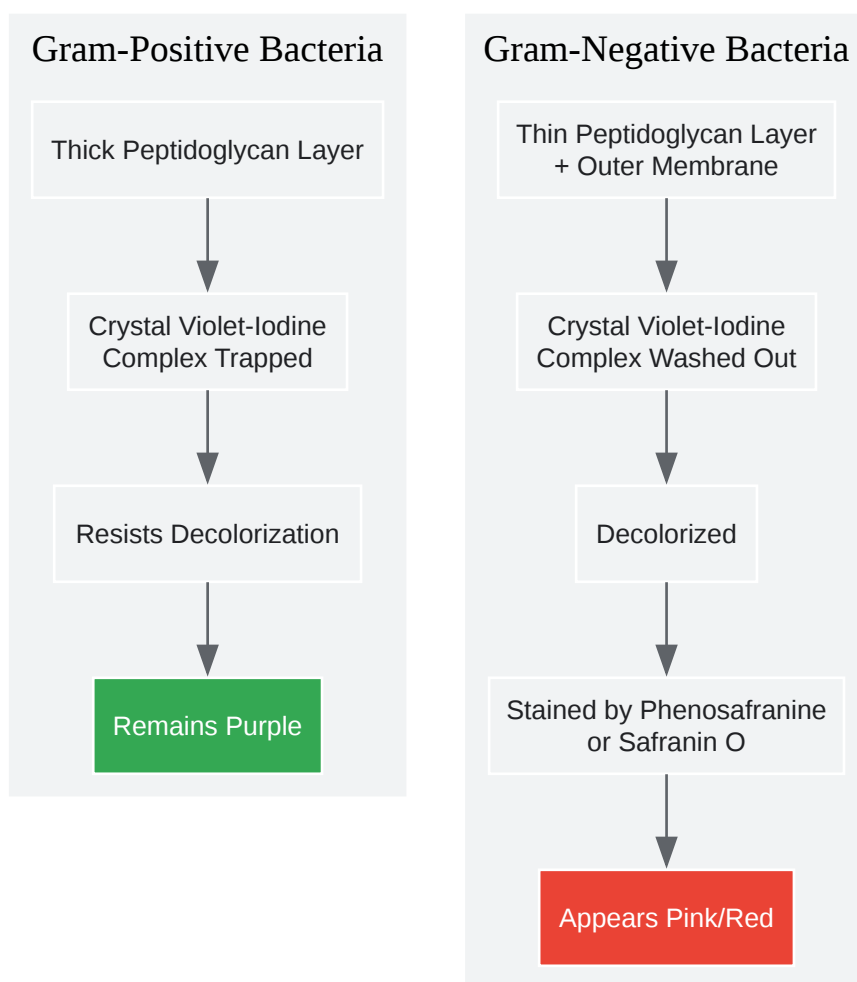 Gram-Positive Bacteria
Thick Peptidoglycan Layer
Crystal Violet-Iodine
Complex Trapped
Resists Decolorization
Remains Purple
Gram-Negative Bacteria
Thin Peptidoglycan Layer
+ Outer Membrane
Crystal Violet-Iodine
Complex Washed Out
Decolorized
Stained by Phenosafranine
or Safranin O
Appears Pink/Red